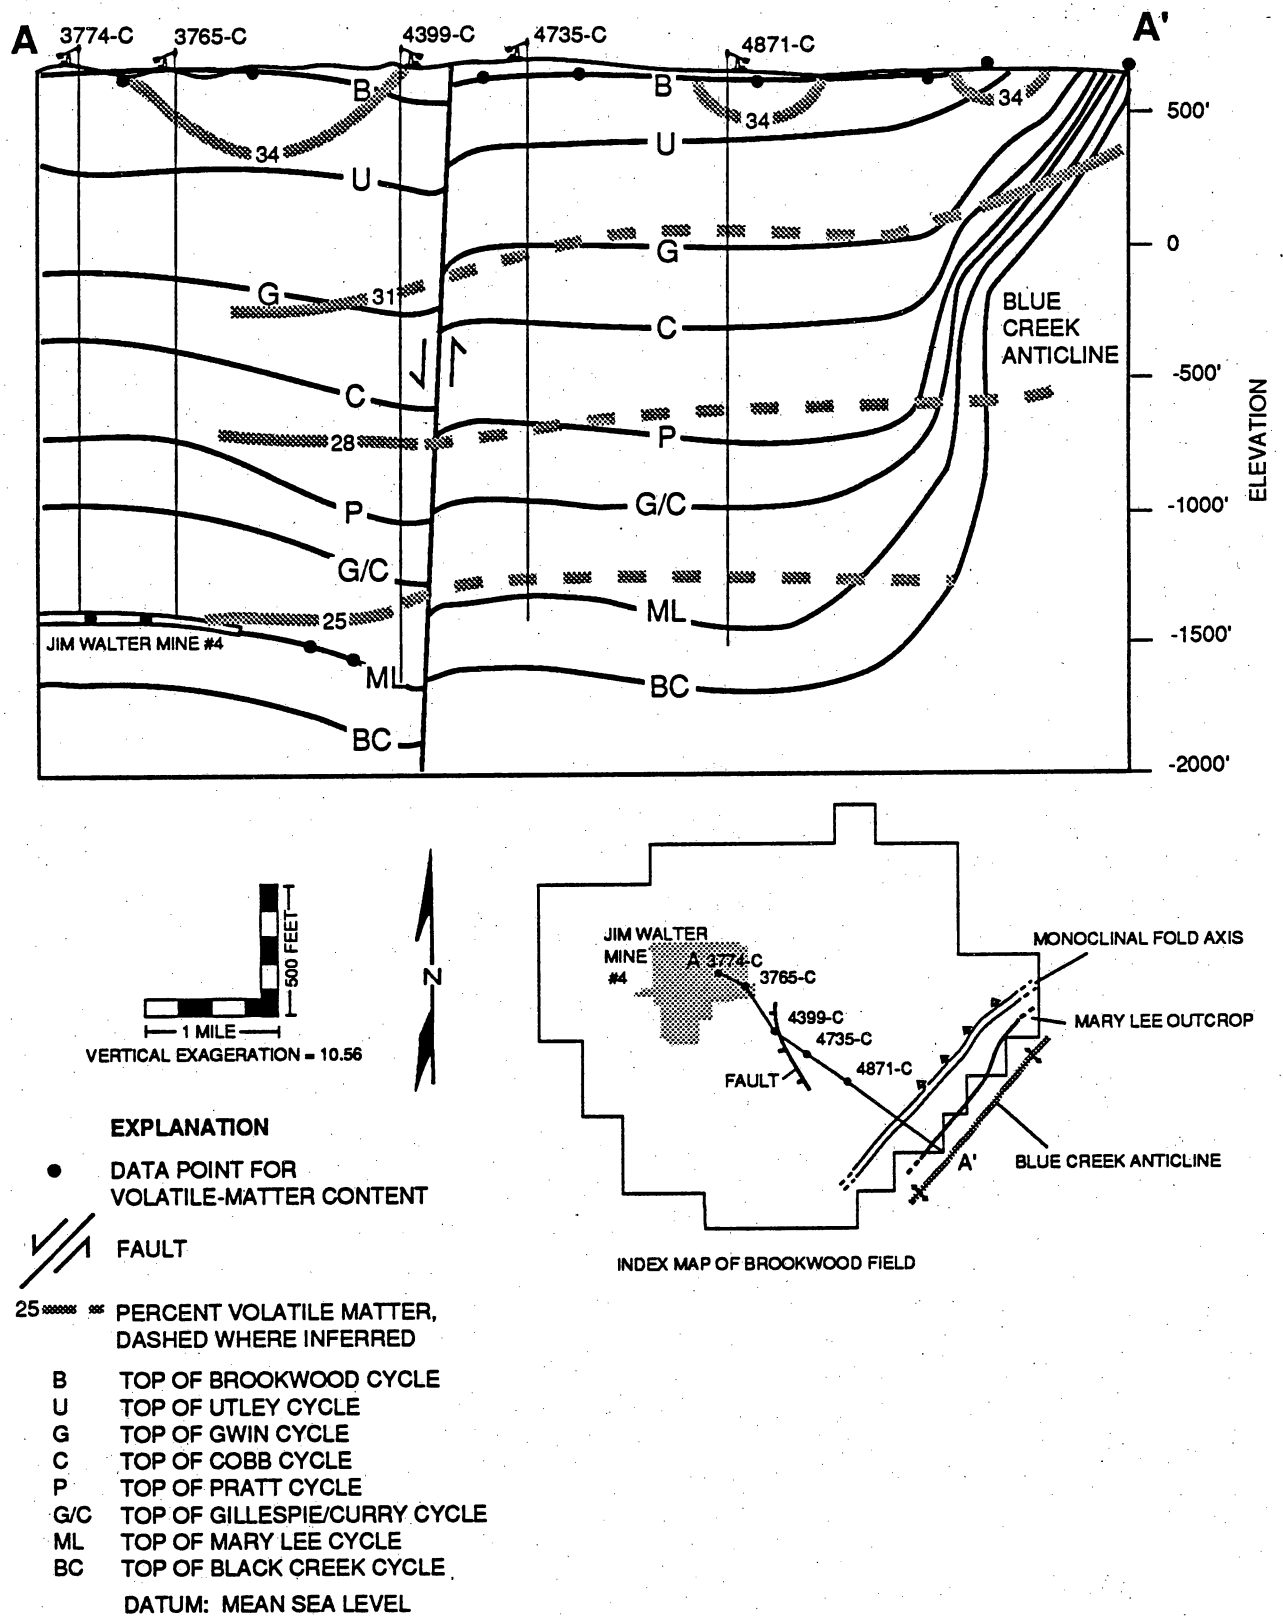 A
3774-C
3765-C
4399-C
4735-C
4871-C
A'
B
B
34
34
34
500'
U
U
G
G
0
31
C
C
BLUE
CREEK
ANTICLINE
-500'
ELEVATION
28
P
P
G/C
G/C
-1000'
25
ML
ML
-1500'
JIM WALTER MINE #4
BC
BC
-2000'
500 FEET
1 MILE
VERTICAL EXAGERATION = 10.56
N
JIM WALTER
MINE
#4
A
3774-C
3765-C
4399-C
4735-C
4871-C
FAULT
MONOCLINAL FOLD AXIS
MARY LEE OUTCROP
BLUE CREEK ANTICLINE
A'
INDEX MAP OF BROOKWOOD FIELD
EXPLANATION
DATA POINT FOR
VOLATILE-MATTER CONTENT
FAULT
25 PERCENT VOLATILE MATTER,
DASHED WHERE INFERRED
B TOP OF BROOKWOOD CYCLE
U TOP OF UTLEY CYCLE
G TOP OF GWIN CYCLE
C TOP OF COBB CYCLE
P TOP OF PRATT CYCLE
G/C TOP OF GILLESPIE/CURRY CYCLE
ML TOP OF MARY LEE CYCLE
BC TOP OF BLACK CREEK CYCLE
DATUM: MEAN SEA LEVEL